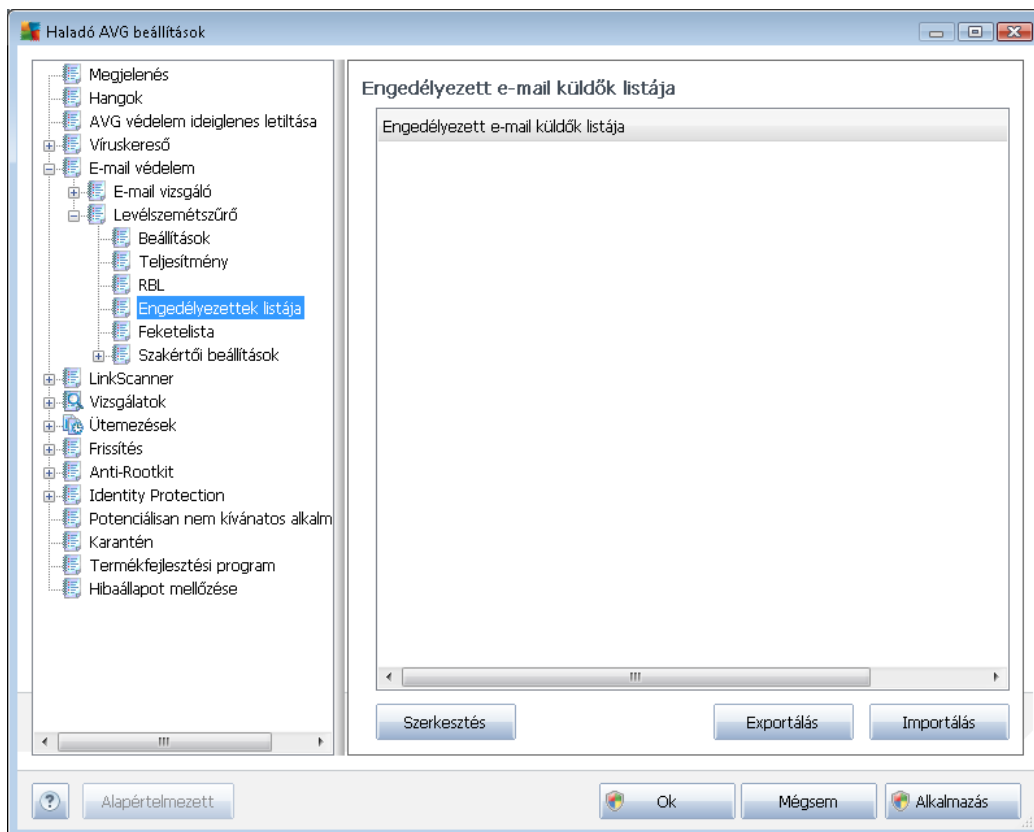 Haladó AVG beállítások
Megjelenés
Hangok
AVG védelem ideiglenes letiltása
Víruskereső
E-mail védelem
E-mail vizsgáló
Levélszemétszűrő
Beállítások
Teljesítmény
RBL
Engedélyezettek listája
Feketelista
Szakértői beállítások
LinkScanner
Vizsgálatok
Ütemezések
Frissítés
Anti-Rootkit
Identity Protection
Potenciálisan nem kívánatos alkalm
Karantén
Termékfejlesztési program
Hibaállapot mellőzése
Engedélyezett e-mail küldők listája
Engedélyezett e-mail küldők listája
Szerkesztés
Exportálás
Importálás
?
Alapértelmezett
Ok
Mégsem
Alkalmazás